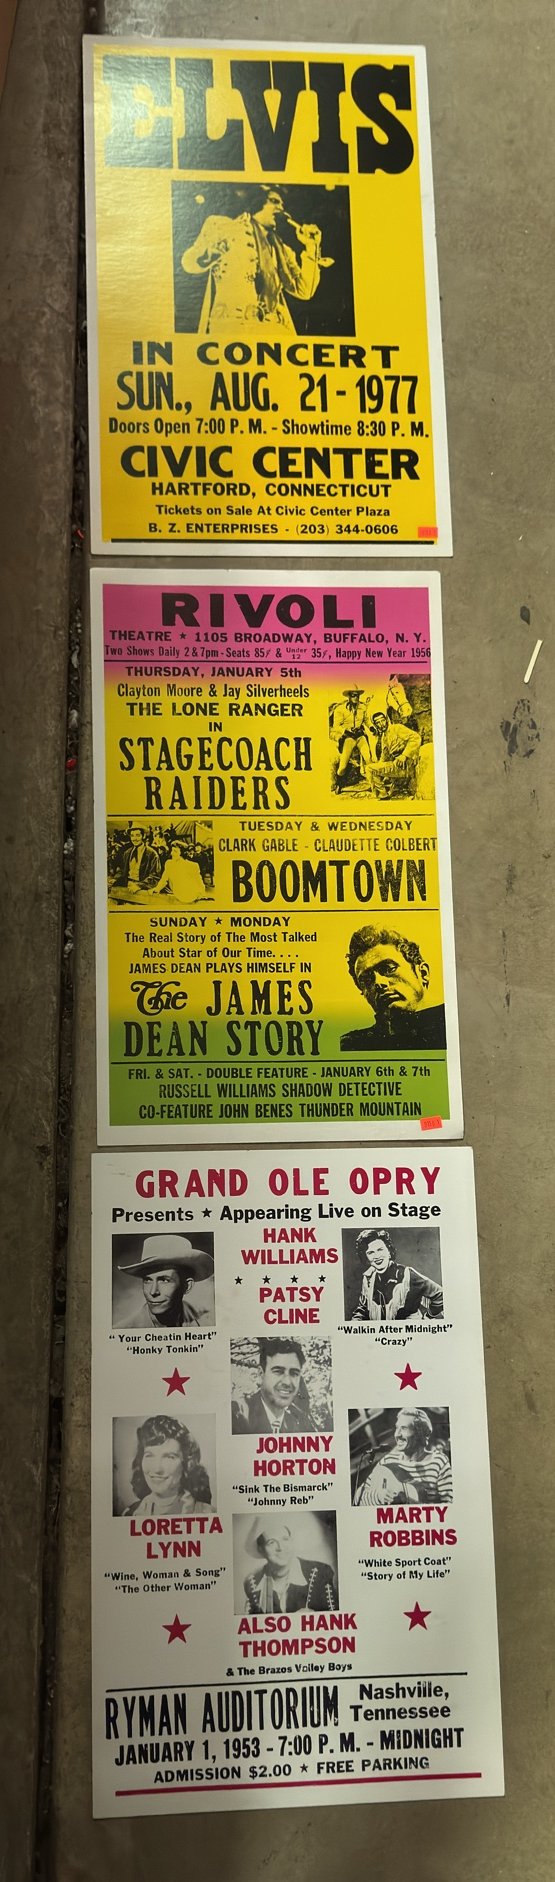 ELVIS
IN CONCERT
SUN., AUG. 21 - 1977
Doors Open 7:00 P. M. - Showtime 8:30 P. M.
CIVIC CENTER
HARTFORD, CONNECTICUT
Tickets on Sale At Civic Center Plaza
B. Z. ENTERPRISES - (203) 344-0606
RIVOLI
THEATRE ★ 1105 BROADWAY, BUFFALO, N. Y.
Two Shows Daily 2 & 7pm - Seats 85¢ & Under 12 35¢, Happy New Year 1956
THURSDAY, JANUARY 5th
Clayton Moore & Jay Silverheels
THE LONE RANGER
IN
STAGECOACH
RAIDERS
TUESDAY & WEDNESDAY
CLARK GABLE - CLAUDETTE COLBERT
BOOMTOWN
SUNDAY ★ MONDAY
The Real Story of The Most Talked
About Star of Our Time. . . .
JAMES DEAN PLAYS HIMSELF IN
The JAMES
DEAN STORY
FRI. & SAT. - DOUBLE FEATURE - JANUARY 6th & 7th
RUSSELL WILLIAMS SHADOW DETECTIVE
CO-FEATURE JOHN BENES THUNDER MOUNTAIN
GRAND OLE OPRY
Presents ★ Appearing Live on Stage
HANK
WILLIAMS
★ ★ ★ ★
PATSY
CLINE
"Your Cheatin Heart"
"Honky Tonkin"
"Walkin After Midnight"
"Crazy"
JOHNNY
HORTON
"Sink The Bismarck"
"Johnny Reb"
LORETTA
LYNN
"Wine, Woman & Song"
"The Other Woman"
MARTY
ROBBINS
"White Sport Coat"
"Story of My Life"
ALSO HANK
THOMPSON
& The Brazos Valley Boys
RYMAN AUDITORIUM Nashville,
Tennessee
JANUARY 1, 1953 - 7:00 P. M. - MIDNIGHT
ADMISSION $2.00 ★ FREE PARKING